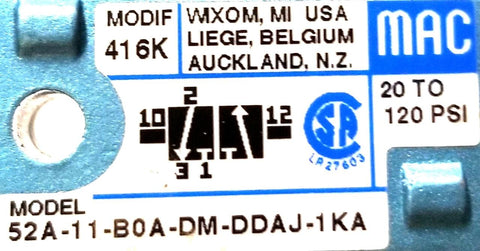 MODIF
416K
WIXOM, MI USA
LIEGE, BELGIUM
AUCKLAND, N.Z.
MAC
2
10 12
3 1
CSA
LR27603
20 TO
120 PSI
MODEL
52A-11-B0A-DM-DDAJ-1KA